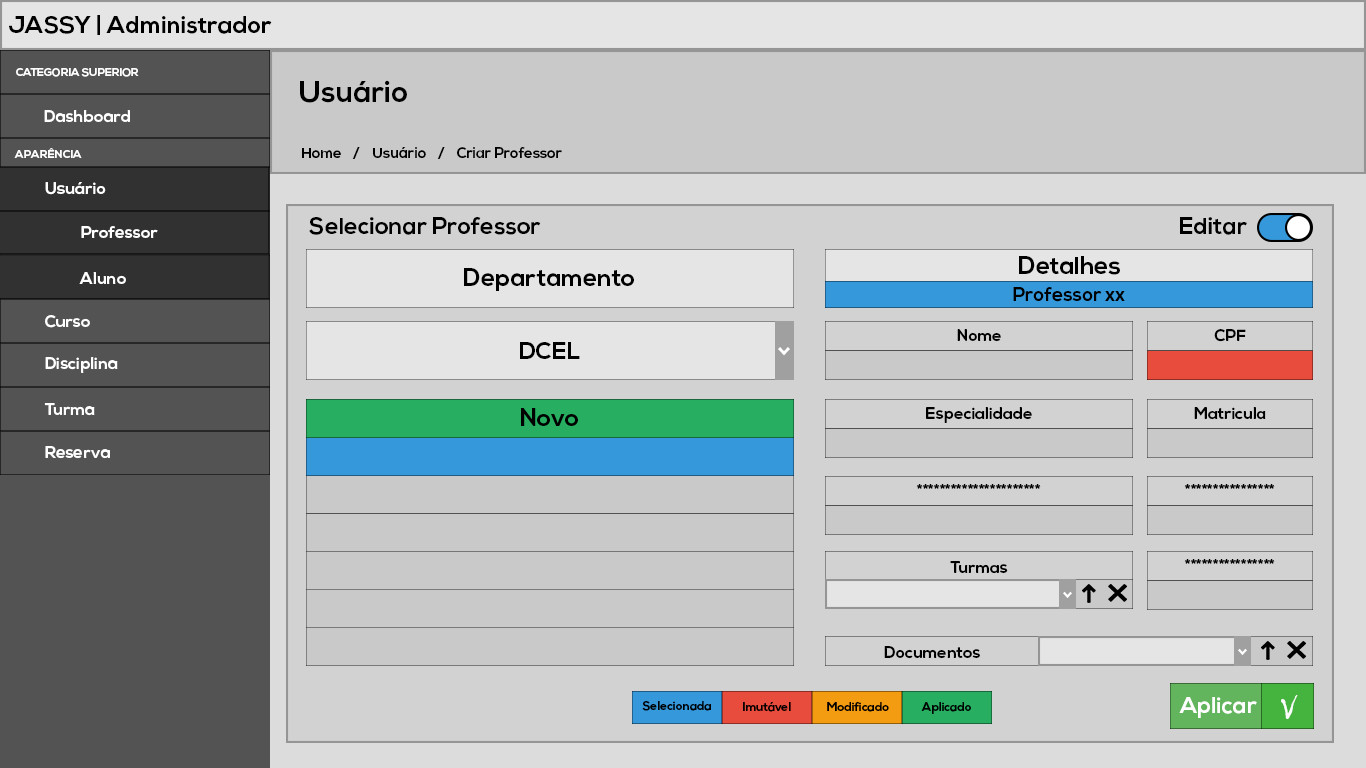 JASSY | Administrador
CATEGORIA SUPERIOR
Dashboard
APARÊNCIA
Usuário
Professor
Aluno
Curso
Disciplina
Turma
Reserva
Usuário
Home / Usuário / Criar Professor
Selecionar Professor
Editar
Departamento
DCEL
Novo
Detalhes
Professor xx
Nome
CPF
Especialidade
Matricula
**********************
****************
Turmas
****************
Documentos
Selecionada
Imutável
Modificado
Aplicado
Aplicar √